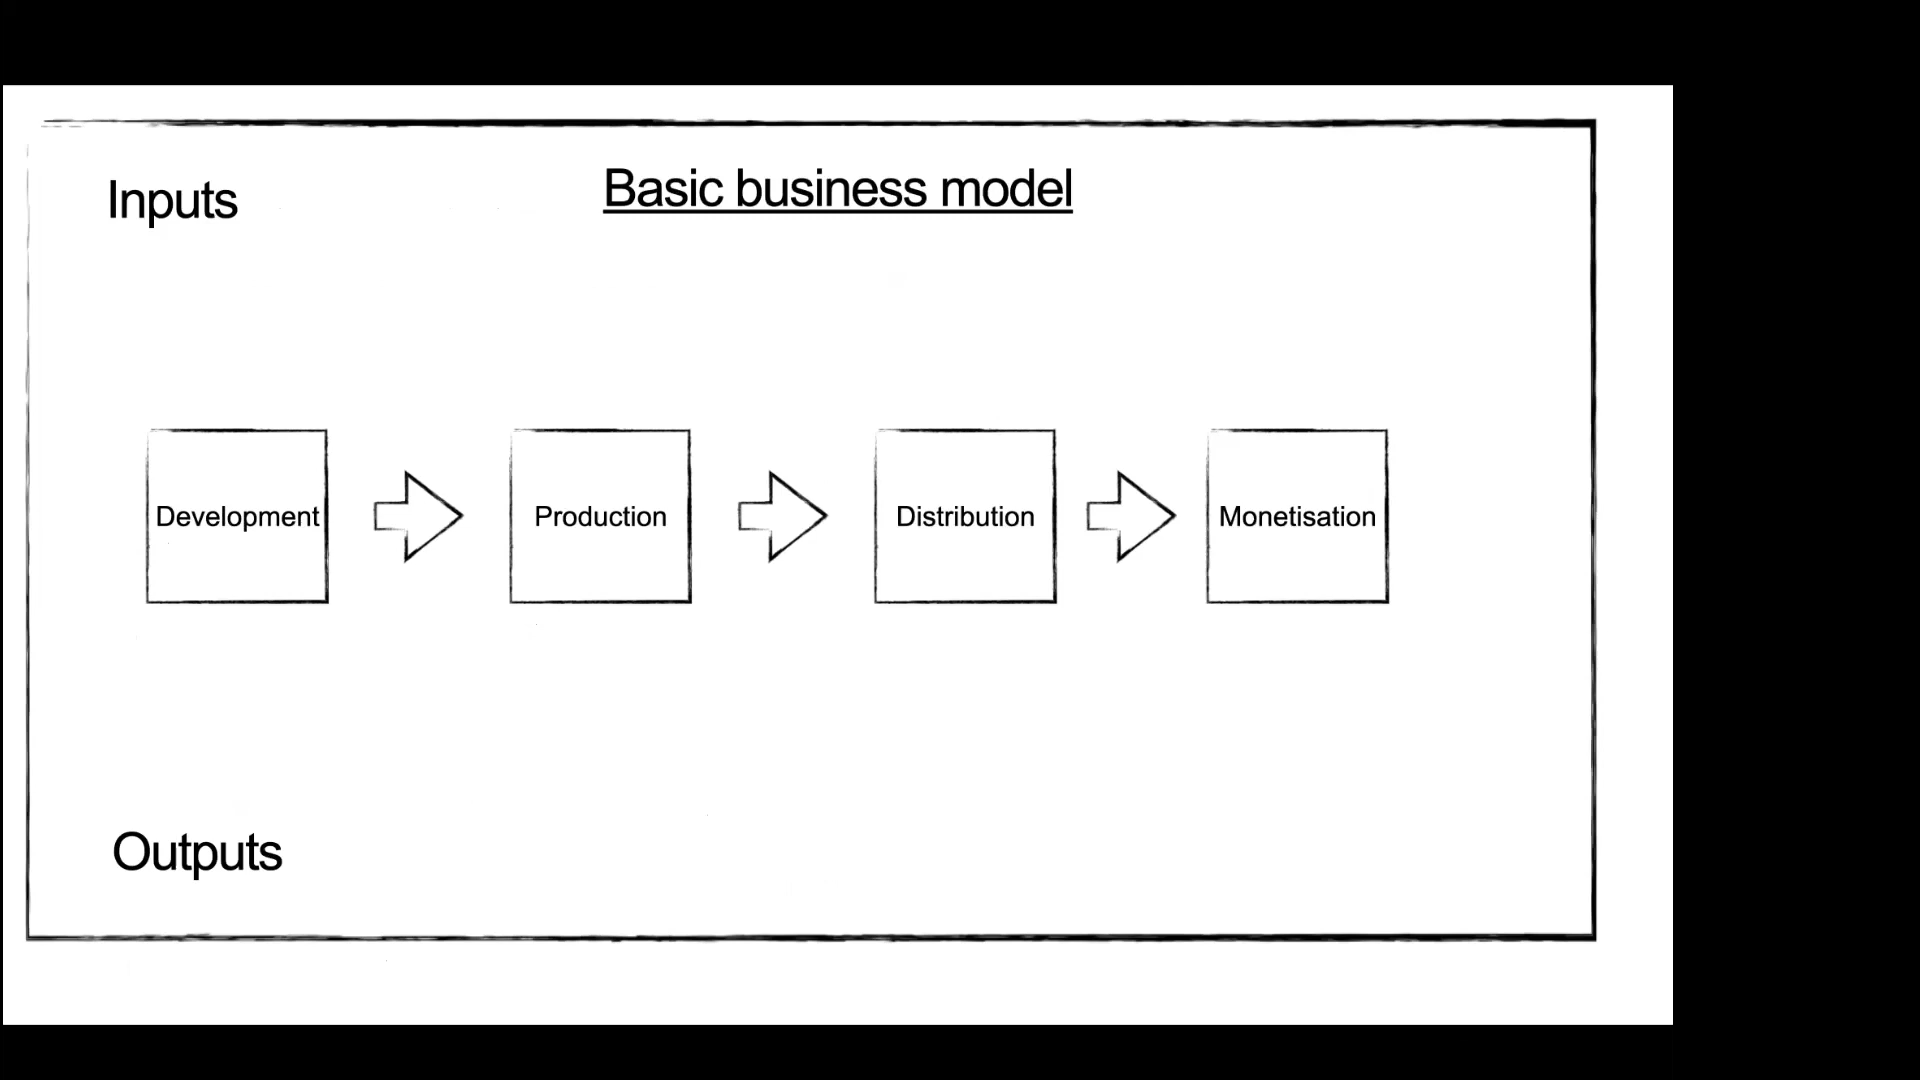 Basic business model
Inputs
Development
Production
Distribution
Monetisation
Outputs